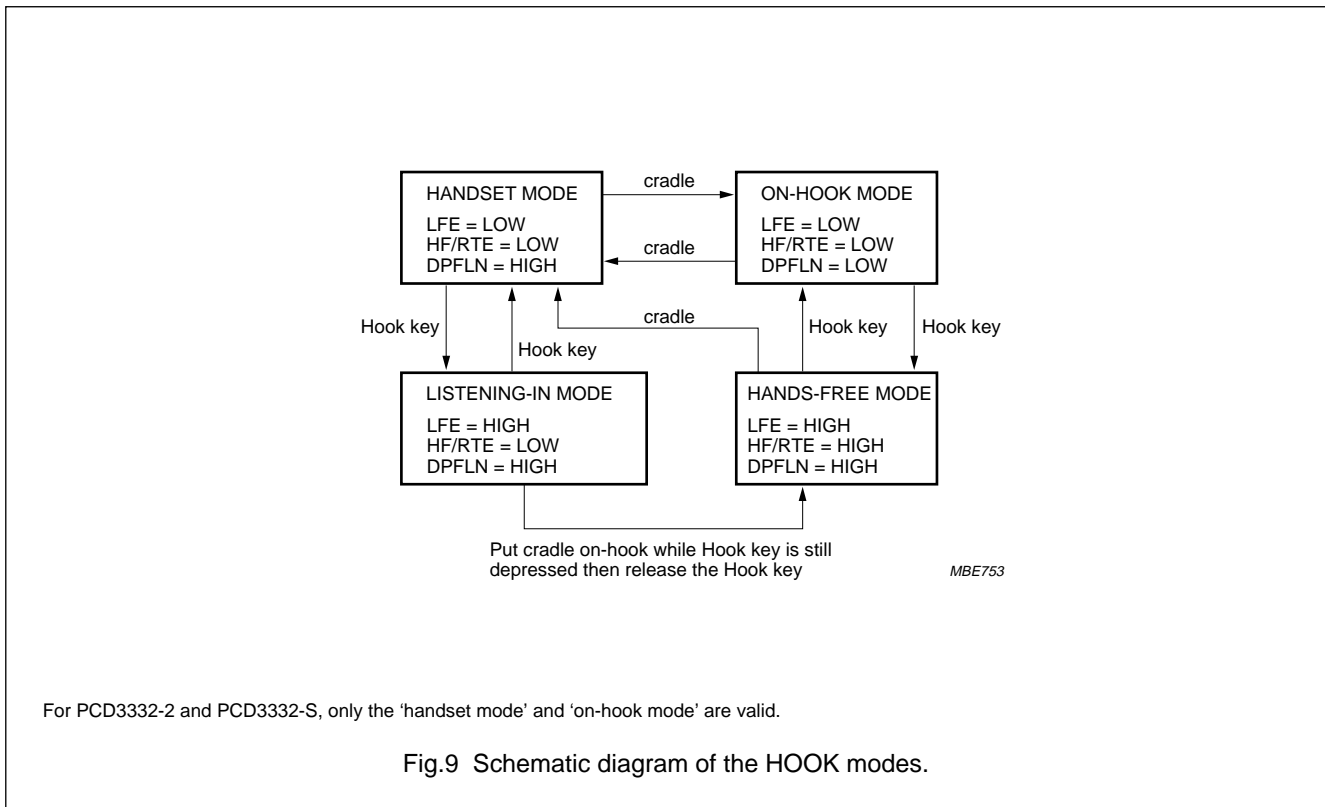 HANDSET MODE
LFE = LOW
HF/RTE = LOW
DPFLN = HIGH
cradle
cradle
ON-HOOK MODE
LFE = LOW
HF/RTE = LOW
DPFLN = LOW
Hook key
Hook key
cradle
Hook key
Hook key
LISTENING-IN MODE
LFE = HIGH
HF/RTE = LOW
DPFLN = HIGH
HANDS-FREE MODE
LFE = HIGH
HF/RTE = HIGH
DPFLN = HIGH
Put cradle on-hook while Hook key is still
depressed then release the Hook key
MBE753
For PCD3332-2 and PCD3332-S, only the ‘handset mode’ and ‘on-hook mode’ are valid.
Fig.9 Schematic diagram of the HOOK modes.